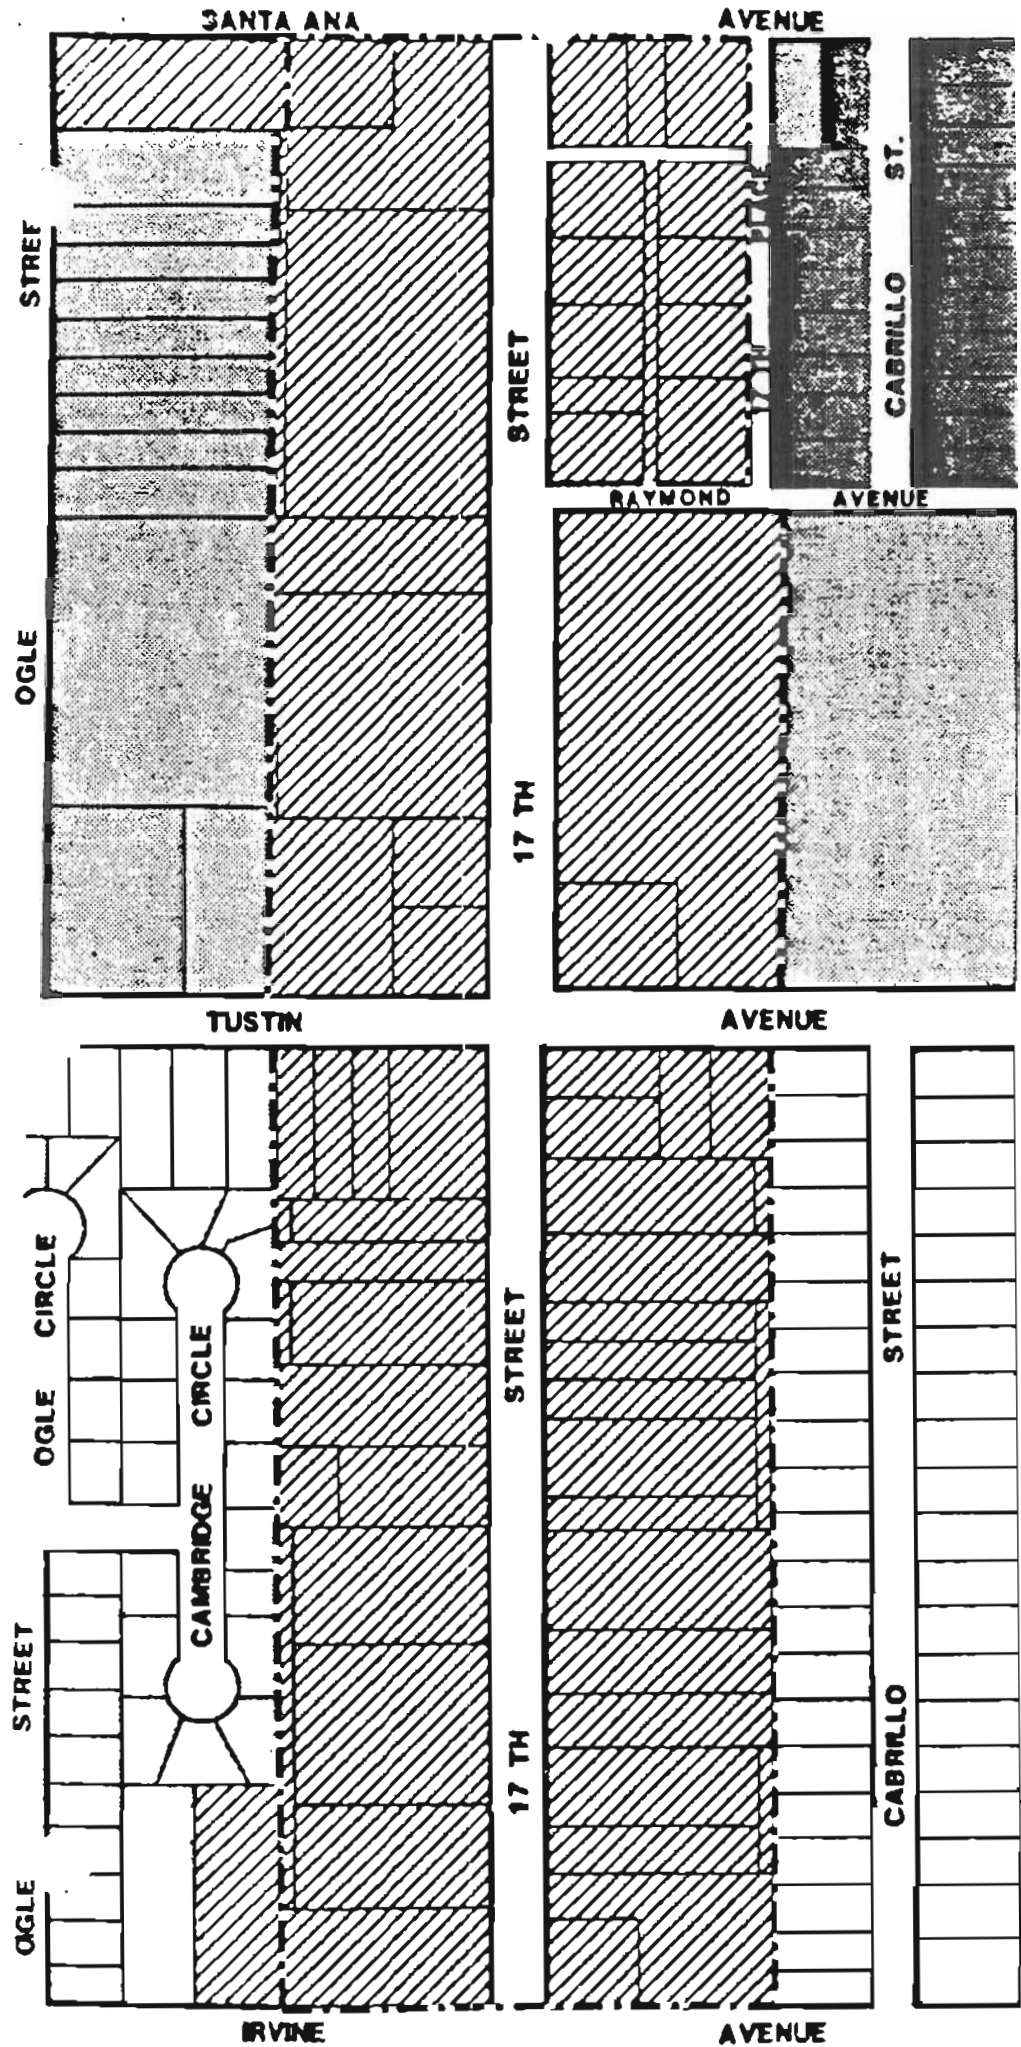 SANTA ANA AVENUE
STREE
ST.
PLACE
17TH
CABRILLO
STREET
RAYMOND AVENUE
OGLE
17 TH
TUSTIN AVENUE
OGLE CIRCLE
CAMBRIDGE CIRCLE
STREET
STREET
STREET
17 TH
CABRILLO
OGLE
IRVINE AVENUE